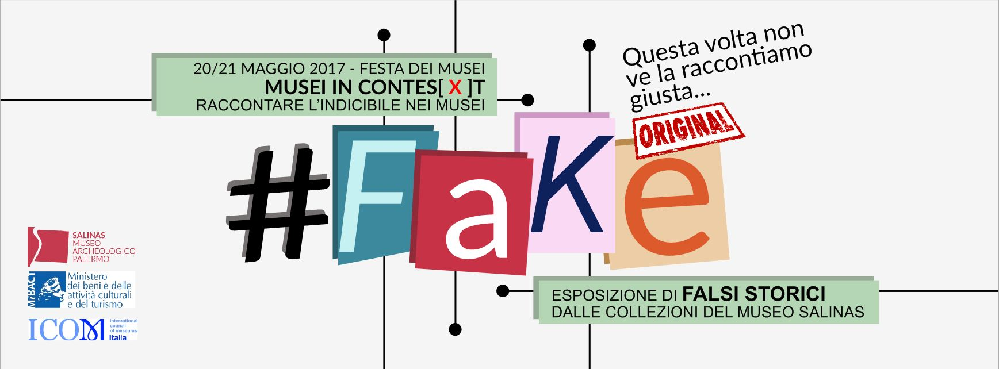 20/21 MAGGIO 2017 - FESTA DEI MUSEI
MUSEI IN CONTES[ X ]T
RACCONTARE L'INDICIBILE NEI MUSEI
Questa volta non
ve la raccontiamo
giusta...
ORIGINAL
#Fake
ESPOSIZIONE DI FALSI STORICI
DALLE COLLEZIONI DEL MUSEO SALINAS
SALINAS
MUSEO
ARCHEOLOGICO
PALERMO
MiBACT
Ministero
dei beni e delle
attività culturali
e del turismo
ICOM
international
council
of museums
Italia